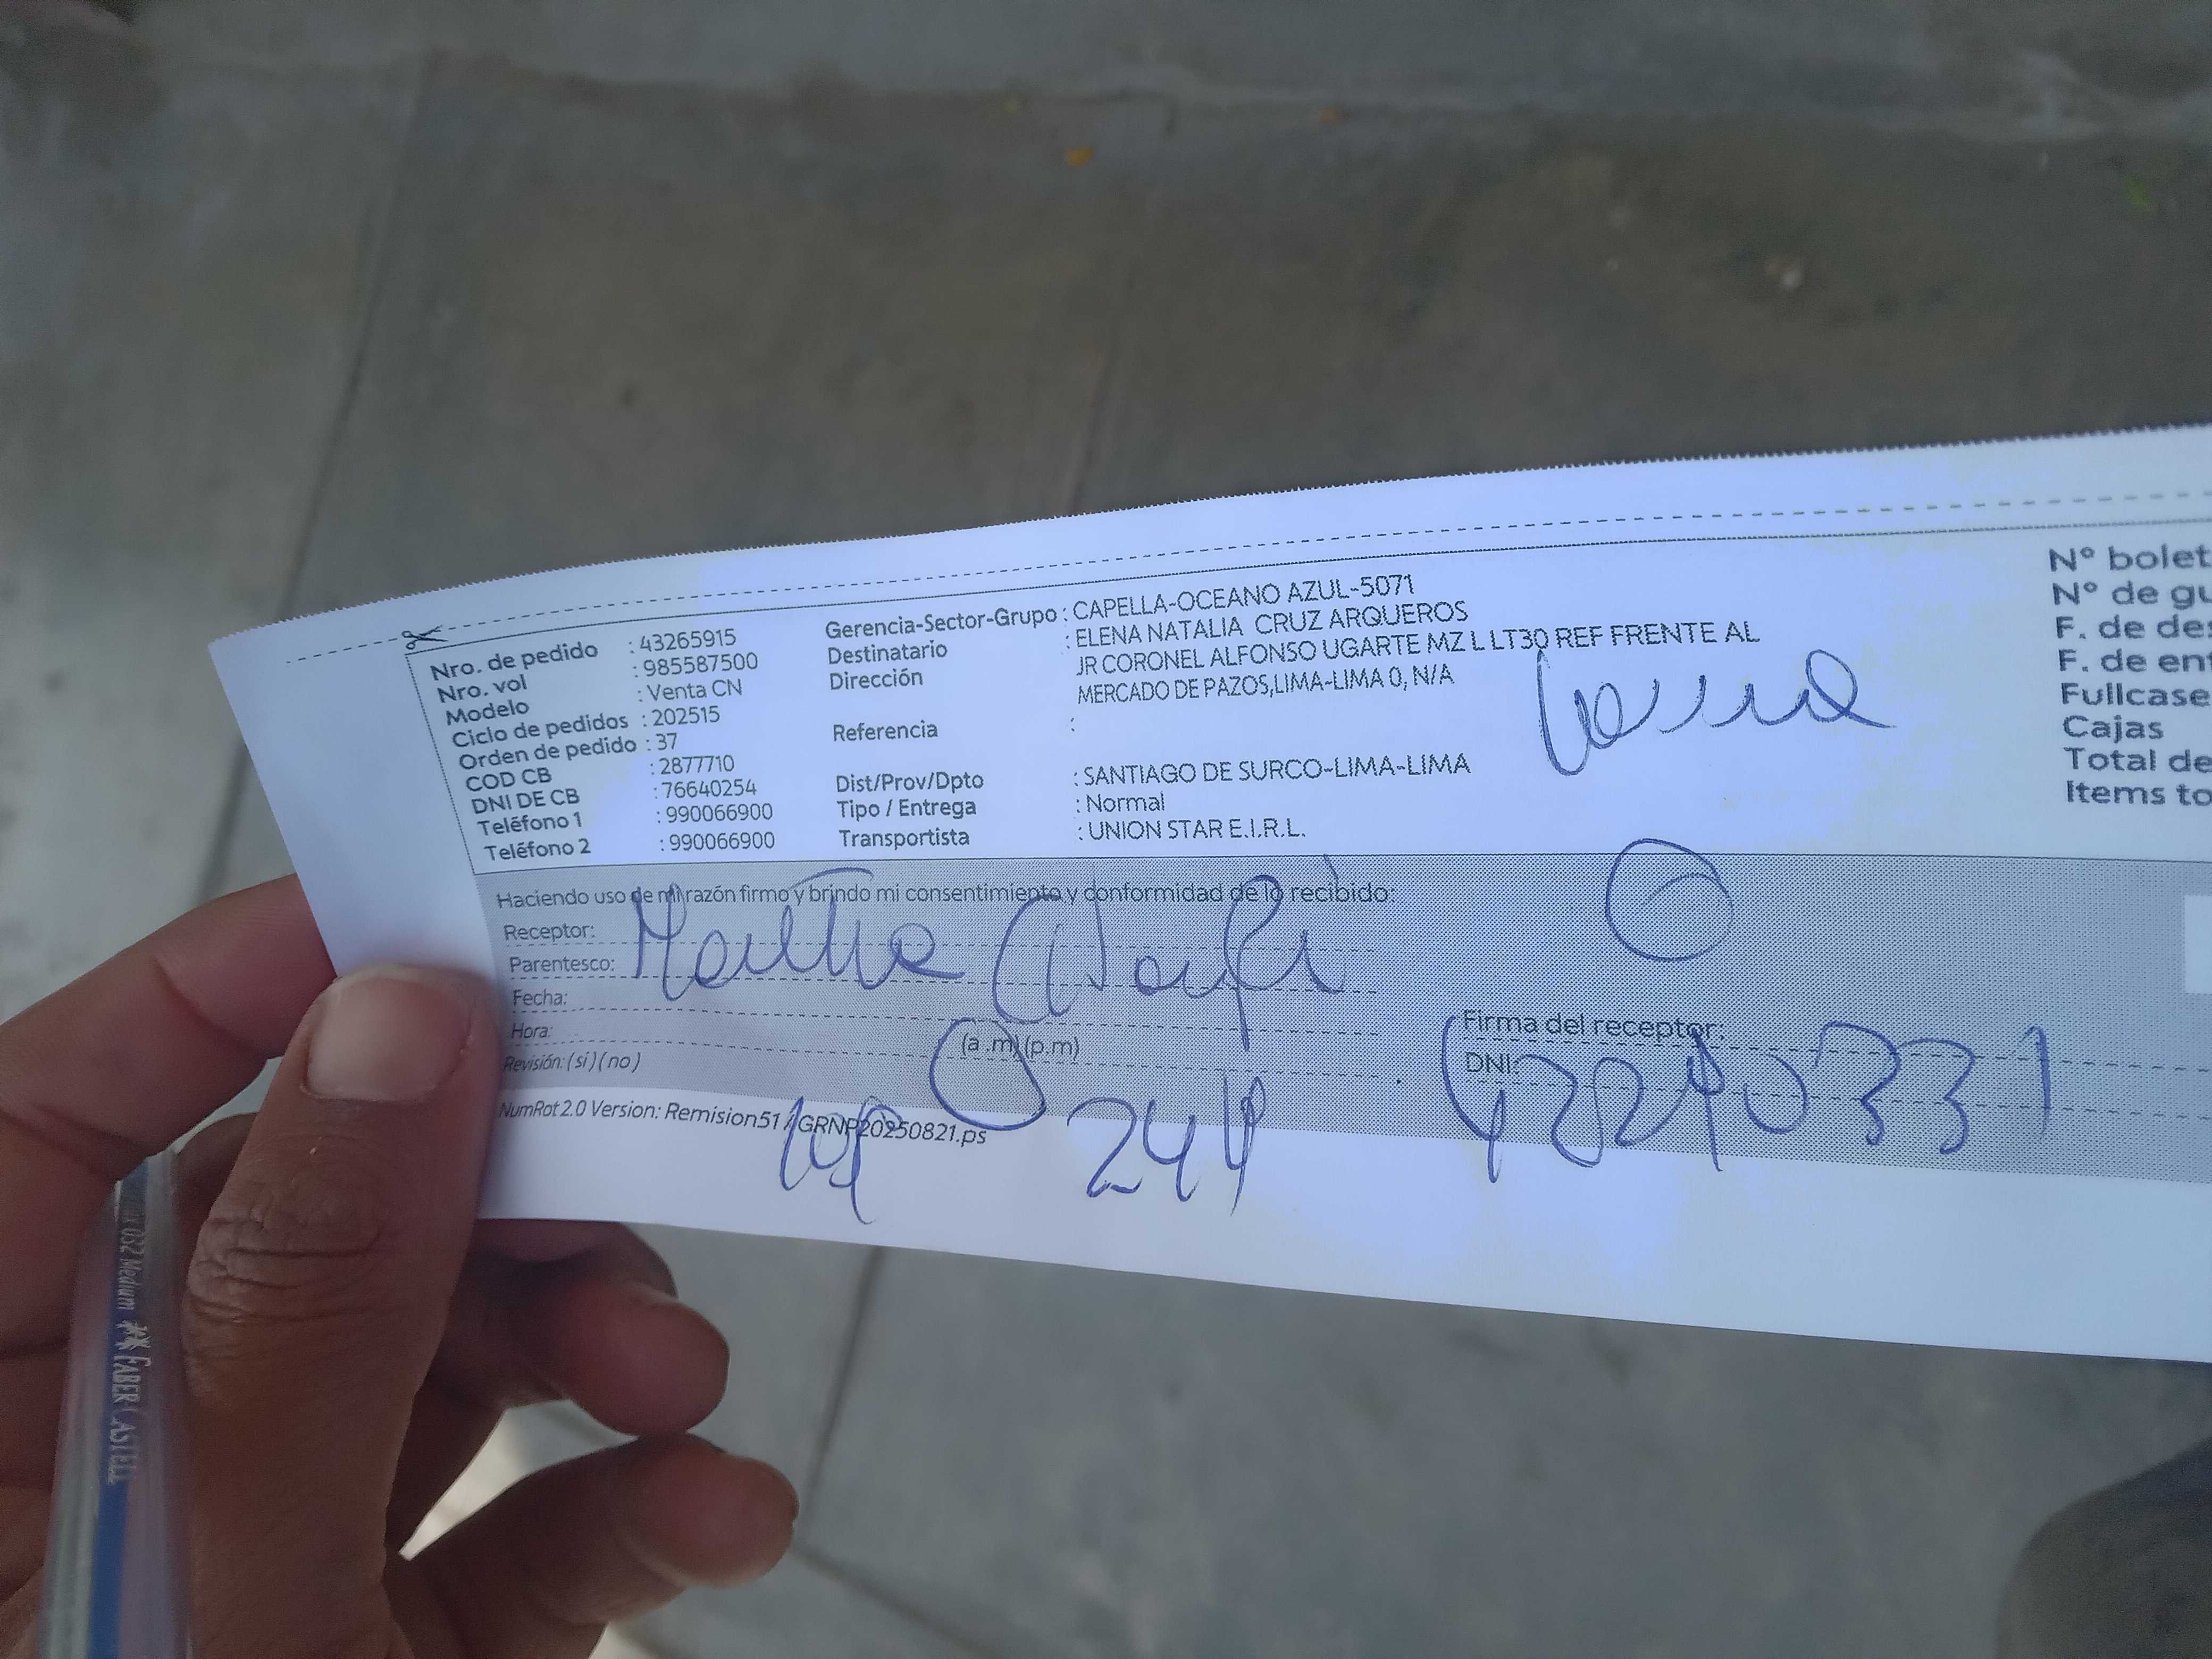 Nro. de pedido : 43265915
Nro. vol : 985587500
Modelo : Venta CN
Ciclo de pedidos : 202515
Orden de pedido : 37
COD CB : 2877710
DNI DE CB : 76640254
Teléfono 1 : 990066900
Teléfono 2 : 990066900
Gerencia-Sector-Grupo : CAPELLA-OCEANO AZUL-5071
Destinatario : ELENA NATALIA CRUZ ARQUEROS
Dirección JR CORONEL ALFONSO UGARTE MZ L LT30 REF FRENTE AL
MERCADO DE PAZOS,LIMA-LIMA 0, N/A
Referencia :
Dist/Prov/Dpto : SANTIAGO DE SURCO-LIMA-LIMA
Tipo / Entrega : Normal
Transportista : UNION STAR E.I.R.L.
N° bolet
N° de gu
F. de des
F. de ent
Fullcase
Cajas
Total de
Items to
Haciendo uso de mi razón firmo y brindo mi consentimiento y conformidad de lo recibido:
Receptor: Martha
Parentesco:
Fecha:
Hora: (a.m) (p.m)
Revisión: (si) (no)
Firma del receptor:
DNI: 42290331
NumRot 2.0 Version: Remision51 / GRNP20250821.ps
244
032 Medium FABER-CASTELL